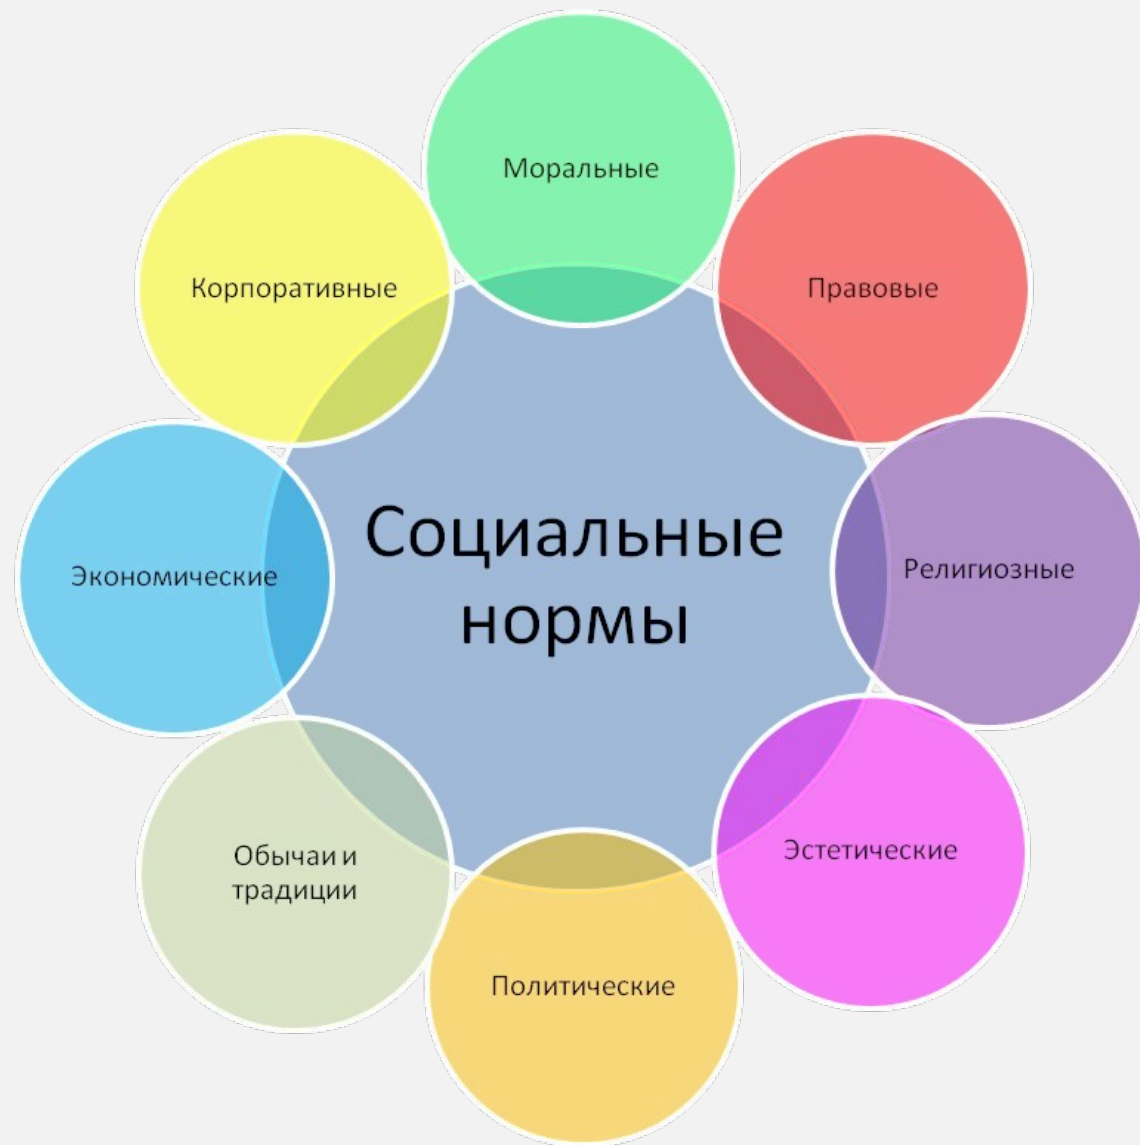 Моральные
Корпоративные
Правовые
Социальные
нормы
Экономические
Религиозные
Эстетические
Обычаи и
традиции
Политические